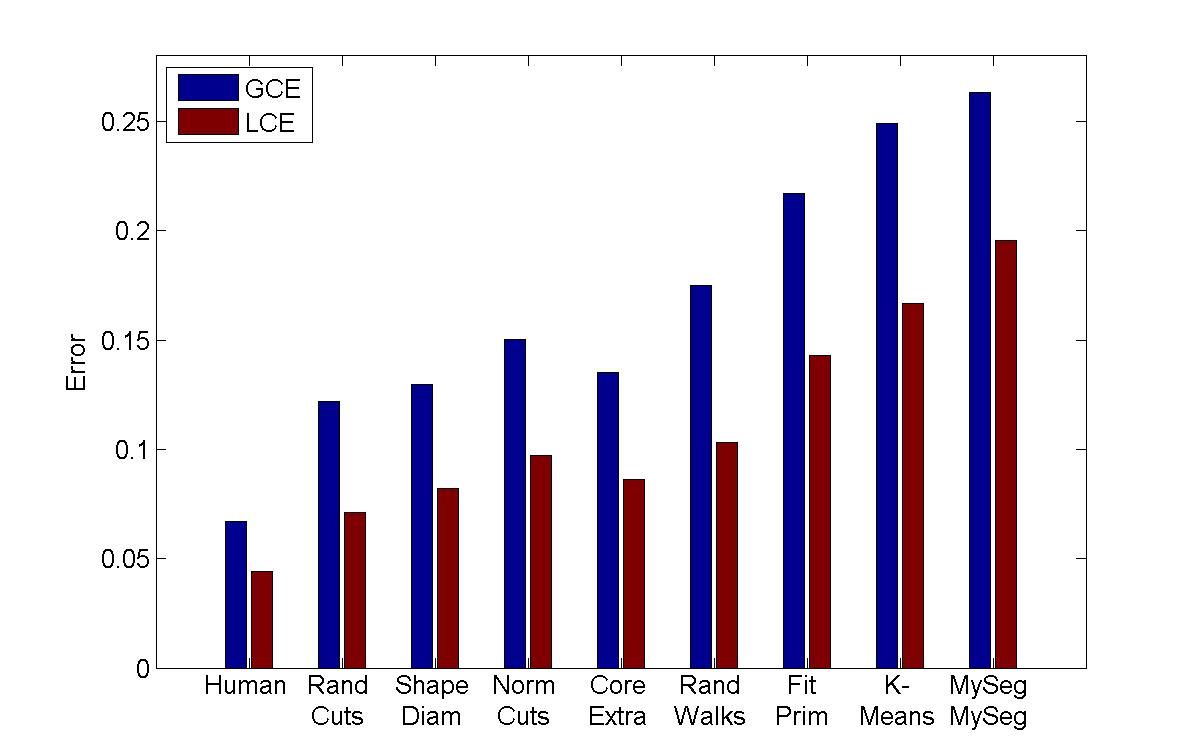 GCE
LCE
0.25
0.2
0.15
0.1
0.05
0
Error
Human Rand Shape Norm Core Rand Fit K- MySeg
Cuts Diam Cuts Extra Walks Prim Means MySeg